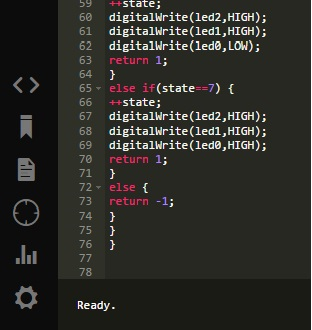 59 ++state;
60 digitalWrite(led2,HIGH);
61 digitalWrite(led1,HIGH);
62 digitalWrite(led0,LOW);
63 return 1;
64 }
65 else if(state==7) {
66 ++state;
67 digitalWrite(led2,HIGH);
68 digitalWrite(led1,HIGH);
69 digitalWrite(led0,HIGH);
70 return 1;
71 }
72 else {
73 return -1;
74 }
75 }
76 }
77
78
Ready.